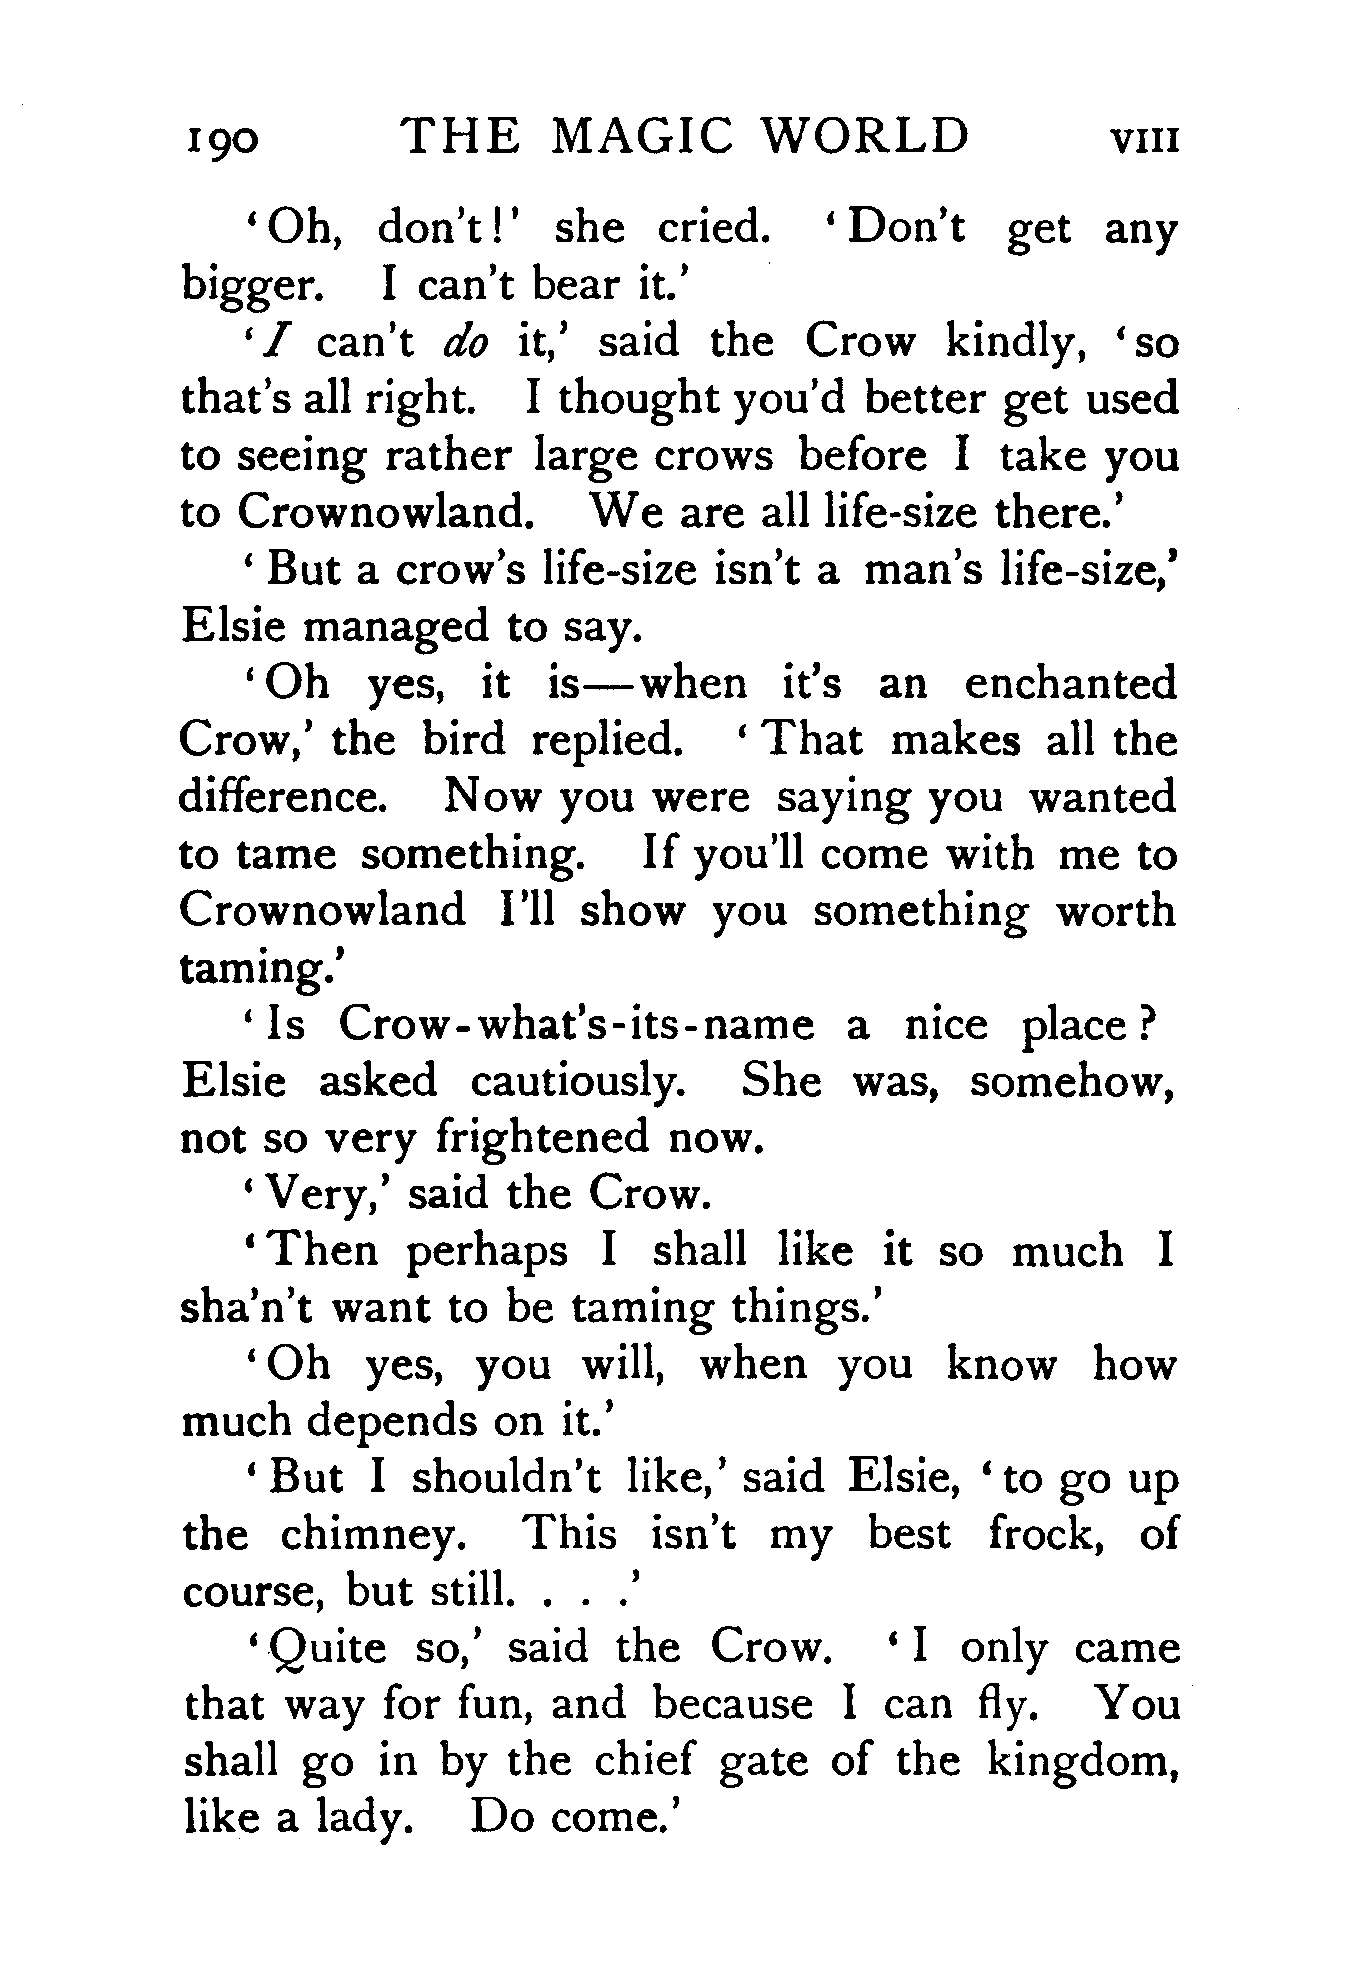 190 THE MAGIC WORLD VIII
‘Oh, don't!’ she cried. ‘Don't get any
bigger. I can't bear it.’
‘I can't do it,’ said the Crow kindly, ‘so
that's all right. I thought you'd better get used
to seeing rather large crows before I take you
to Crownowland. We are all life-size there.’
‘But a crow's life-size isn't a man's life-size,’
Elsie managed to say.
‘Oh yes, it is—when it's an enchanted
Crow,’ the bird replied. ‘That makes all the
difference. Now you were saying you wanted
to tame something. If you'll come with me to
Crownowland I'll show you something worth
taming.’
‘Is Crow-what's-its-name a nice place?
Elsie asked cautiously. She was, somehow,
not so very frightened now.
‘Very,’ said the Crow.
‘Then perhaps I shall like it so much I
sha'n't want to be taming things.’
‘Oh yes, you will, when you know how
much depends on it.’
‘But I shouldn't like,’ said Elsie, ‘to go up
the chimney. This isn't my best frock, of
course, but still. . . .’
‘Quite so,’ said the Crow. ‘I only came
that way for fun, and because I can fly. You
shall go in by the chief gate of the kingdom,
like a lady. Do come.’